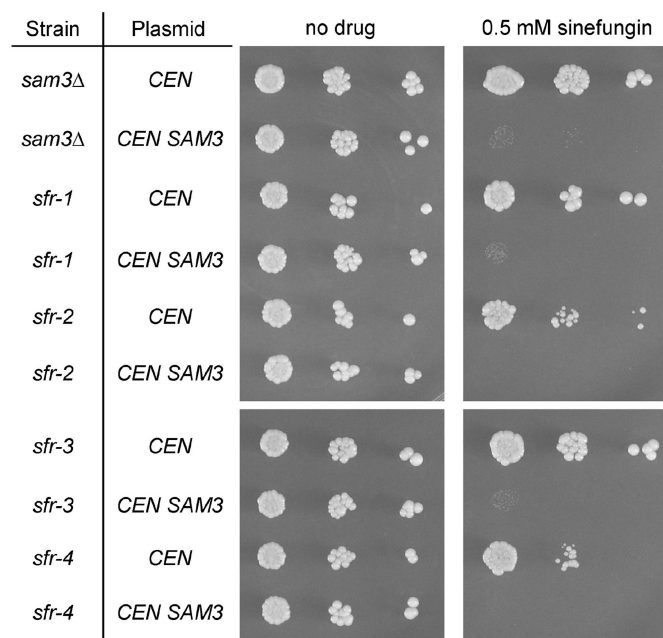 Strain Plasmid no drug 0.5 mM sinefungin
sam3Δ CEN
sam3Δ CEN SAM3
sfr-1 CEN
sfr-1 CEN SAM3
sfr-2 CEN
sfr-2 CEN SAM3
sfr-3 CEN
sfr-3 CEN SAM3
sfr-4 CEN
sfr-4 CEN SAM3